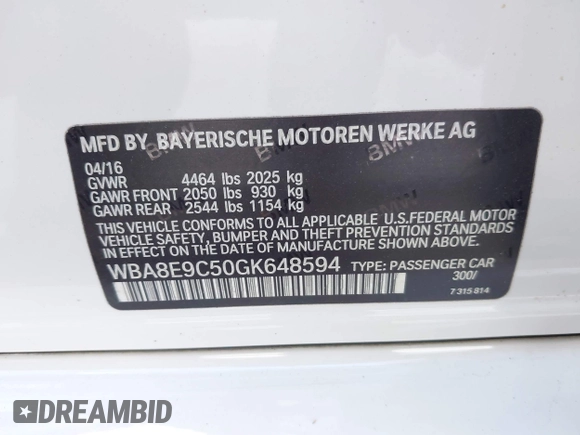 MFD BY BAYERISCHE MOTOREN WERKE AG
04/16
GVWR 4464 lbs 2025 kg
GAWR FRONT 2050 lbs 930 kg
GAWR REAR 2544 lbs 1154 kg
THIS VEHICLE CONFORMS TO ALL APPLICABLE U.S. FEDERAL MOTOR
VEHICLE SAFETY, BUMPER, AND THEFT PREVENTION STANDARDS
IN EFFECT ON THE DATE OF MANUFACTURE SHOWN ABOVE.
WBA8E9C50GK648594 TYPE: PASSENGER CAR
300/
7 315 814
BMW
BMW
BMW
DREAMBID